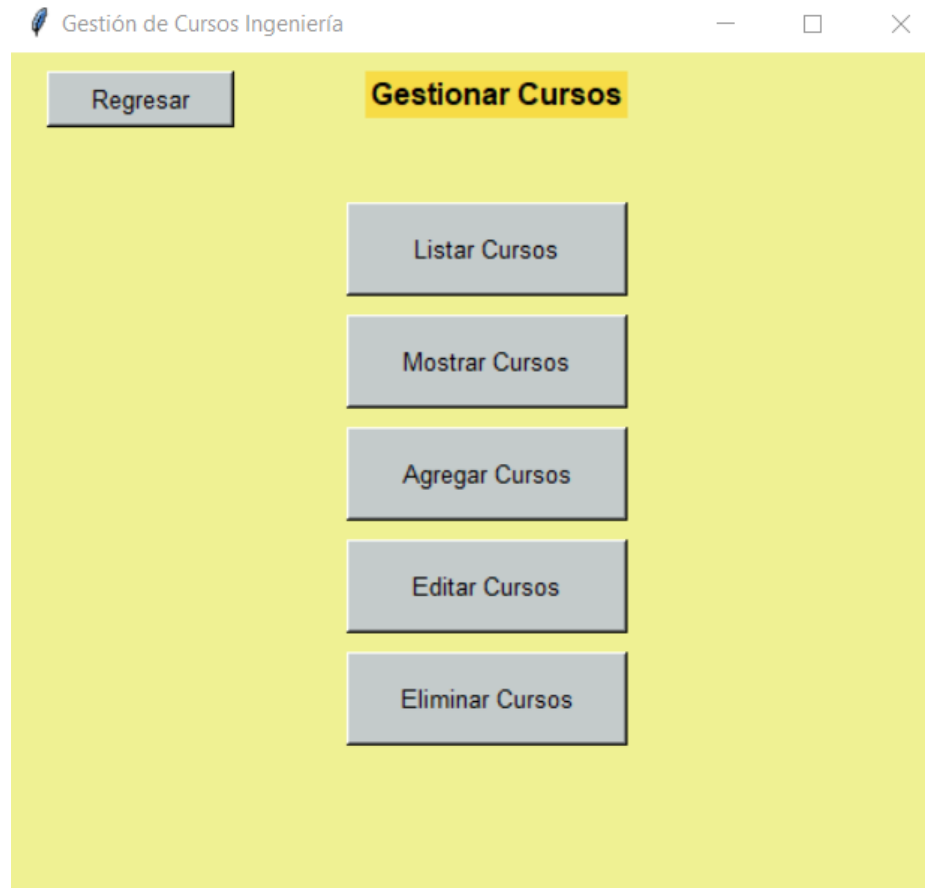 Gestión de Cursos Ingeniería
Regresar
Gestionar Cursos
Listar Cursos
Mostrar Cursos
Agregar Cursos
Editar Cursos
Eliminar Cursos